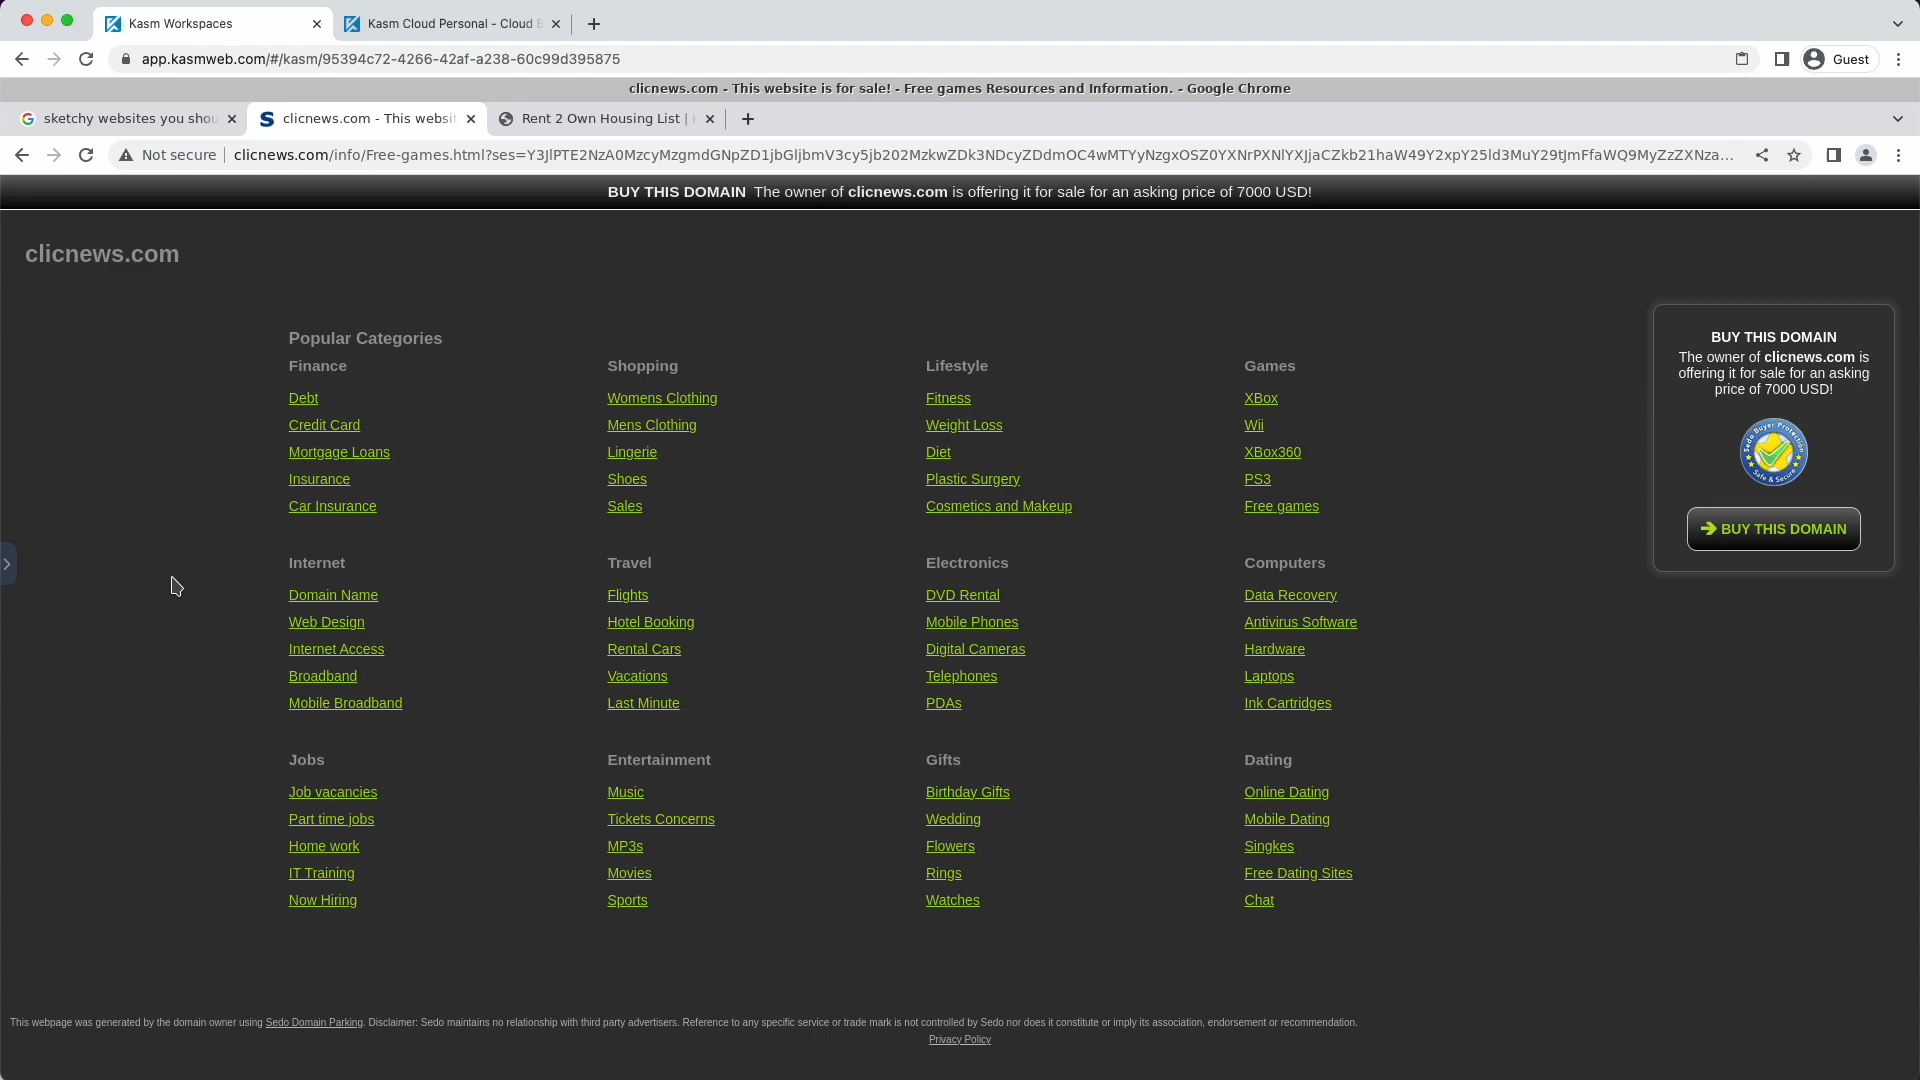 Kasm Workspaces
Kasm Cloud Personal - Cloud
app.kasmweb.com/#/kasm/95394c72-4266-42af-a238-60c99d395875
Guest
clicnews.com - This website is for sale! - Free games Resources and Information. - Google Chrome
sketchy websites you shou
clicnews.com - This websit
Rent 2 Own Housing List |
Not secure
clicnews.com/info/Free-games.html?ses=Y3JlPTE2NzA0MzcyMzgmdGNpZD1jbGljbmV3cy5jb202MzkwZDk3NDcyZDdmOC4wMTYyNzgxOSZ0YXNrPXNlYXJjaCZkb21haW49Y2xpY25ld3MuY29tJmFfaWQ9MyZzZXNza...
BUY THIS DOMAIN The owner of clicnews.com is offering it for sale for an asking price of 7000 USD!
clicnews.com
Popular Categories
Finance
Debt
Credit Card
Mortgage Loans
Insurance
Car Insurance
Shopping
Womens Clothing
Mens Clothing
Lingerie
Shoes
Sales
Lifestyle
Fitness
Weight Loss
Diet
Plastic Surgery
Cosmetics and Makeup
Games
XBox
Wii
XBox360
PS3
Free games
Internet
Domain Name
Web Design
Internet Access
Broadband
Mobile Broadband
Travel
Flights
Hotel Booking
Rental Cars
Vacations
Last Minute
Electronics
DVD Rental
Mobile Phones
Digital Cameras
Telephones
PDAs
Computers
Data Recovery
Antivirus Software
Hardware
Laptops
Ink Cartridges
Jobs
Job vacancies
Part time jobs
Home work
IT Training
Now Hiring
Entertainment
Music
Tickets Concerns
MP3s
Movies
Sports
Gifts
Birthday Gifts
Wedding
Flowers
Rings
Watches
Dating
Online Dating
Mobile Dating
Singkes
Free Dating Sites
Chat
BUY THIS DOMAIN
The owner of clicnews.com is
offering it for sale for an asking
price of 7000 USD!
Sedo Buyer Protection
Safe & Secure
BUY THIS DOMAIN
This webpage was generated by the domain owner using Sedo Domain Parking. Disclaimer: Sedo maintains no relationship with third party advertisers. Reference to any specific service or trade mark is not controlled by Sedo nor does it constitute or imply its association, endorsement or recommendation.
Privacy Policy